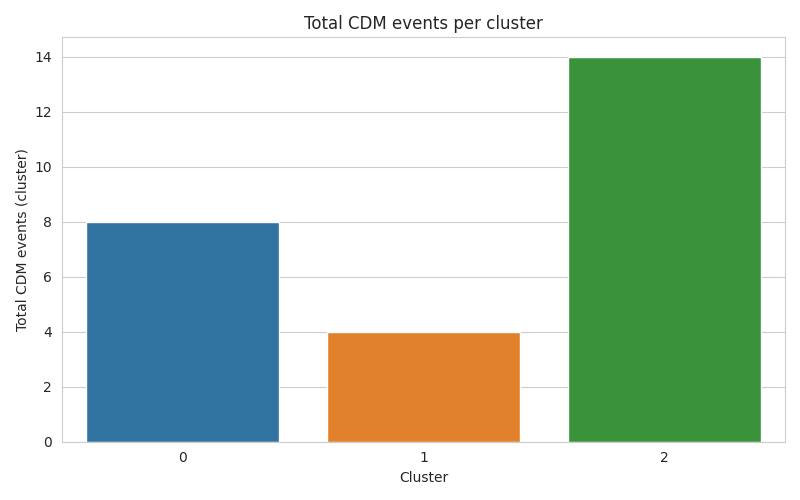 Total CDM events per cluster
Total CDM events (cluster)
14
12
10
8
6
4
2
0
0 1 2
Cluster